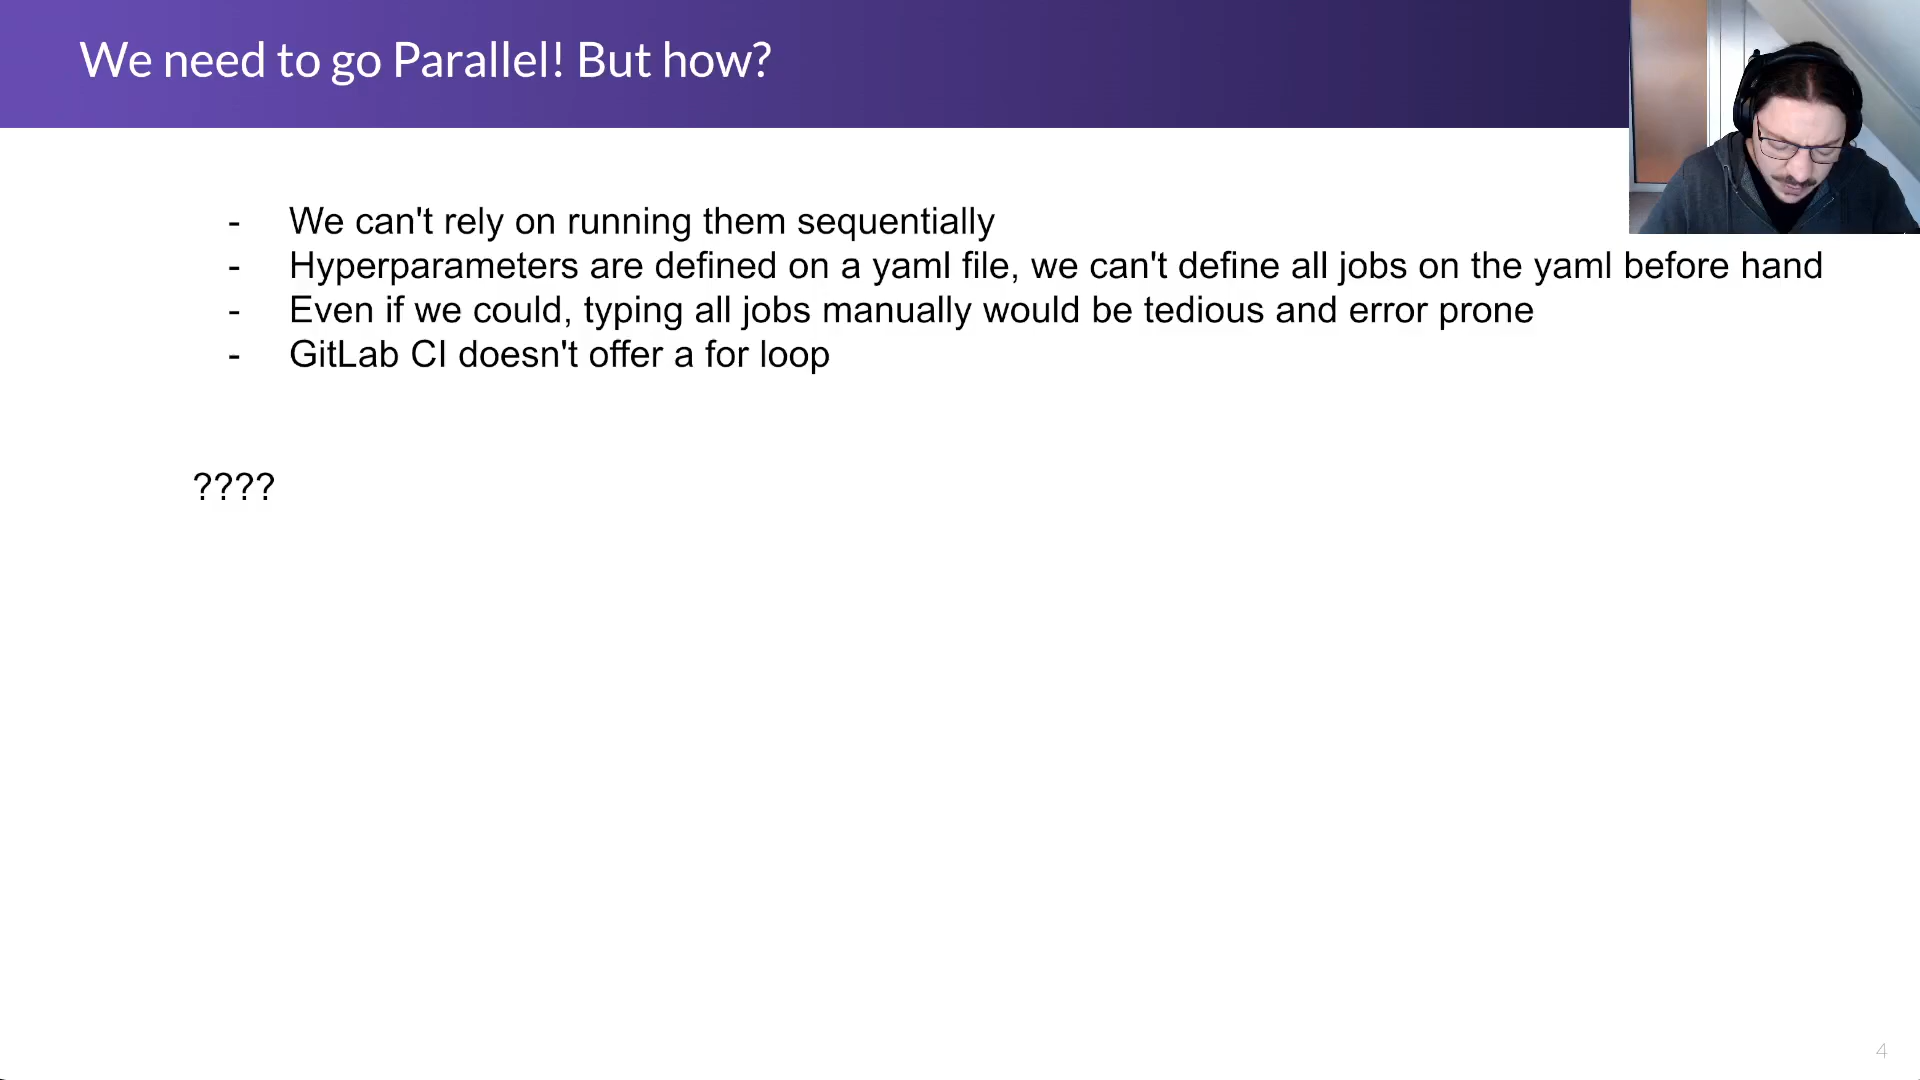 We need to go Parallel! But how?
- We can't rely on running them sequentially
- Hyperparameters are defined on a yaml file, we can't define all jobs on the yaml before hand
- Even if we could, typing all jobs manually would be tedious and error prone
- GitLab CI doesn't offer a for loop
????
4